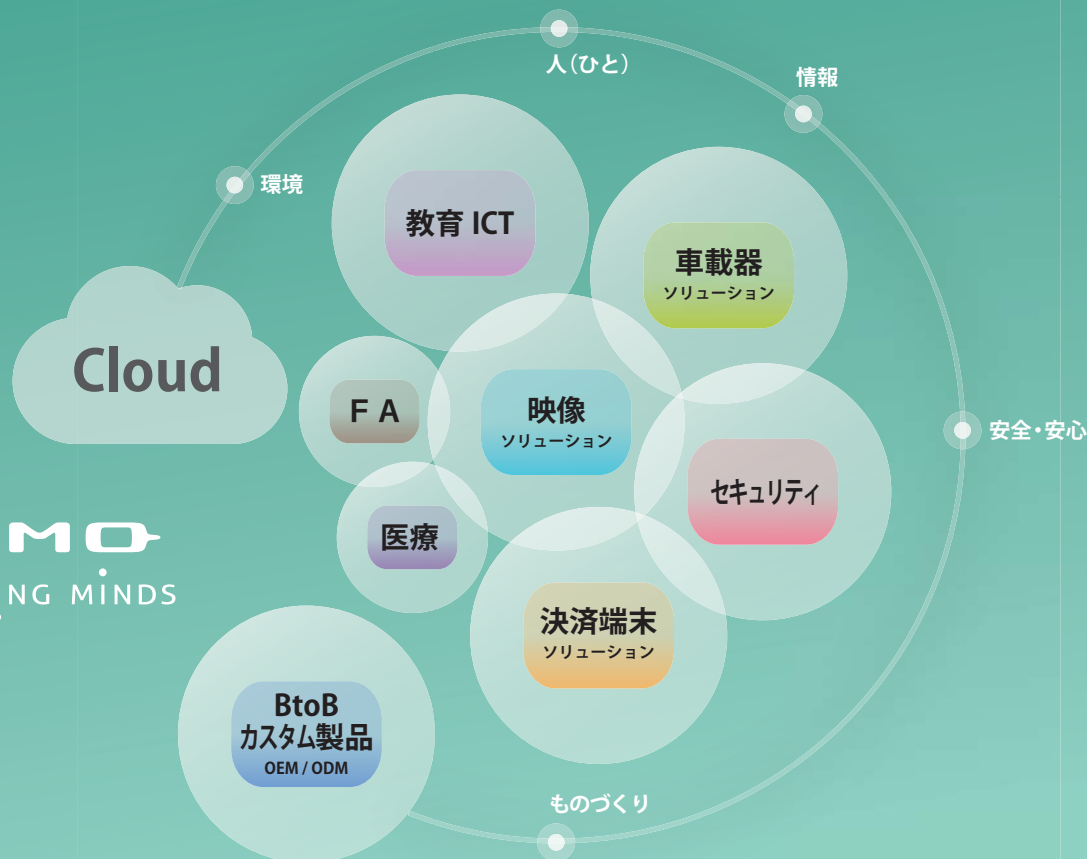 人（ひと）
情報
環境
教育 ICT
車載器
ソリューション
Cloud
FA
映像
ソリューション
安全・安心
セキュリティ
医療
MO
NG MINDS
決済端末
ソリューション
BtoB
カスタム製品
OEM / ODM
ものづくり